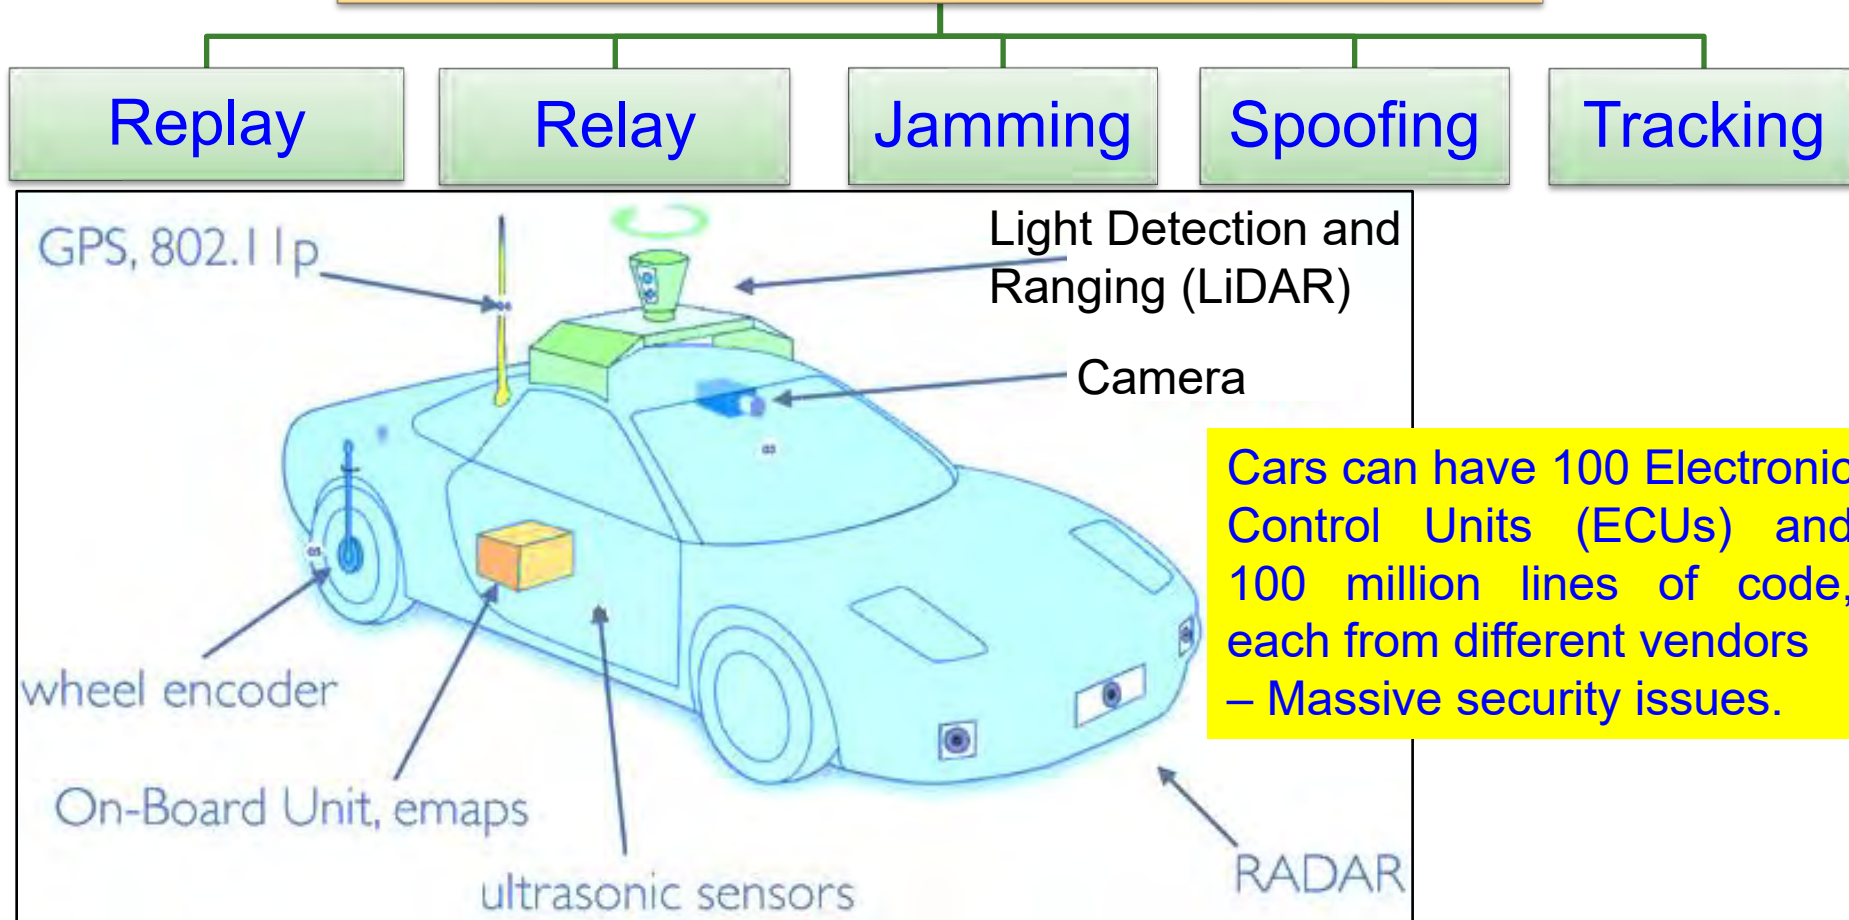 Replay
Relay
Jamming
Spoofing
Tracking
GPS, 802.11p
Light Detection and
Ranging (LiDAR)
Camera
Cars can have 100 Electronic
Control Units (ECUs) and
100 million lines of code,
each from different vendors
– Massive security issues.
wheel encoder
On-Board Unit, emaps
ultrasonic sensors
RADAR